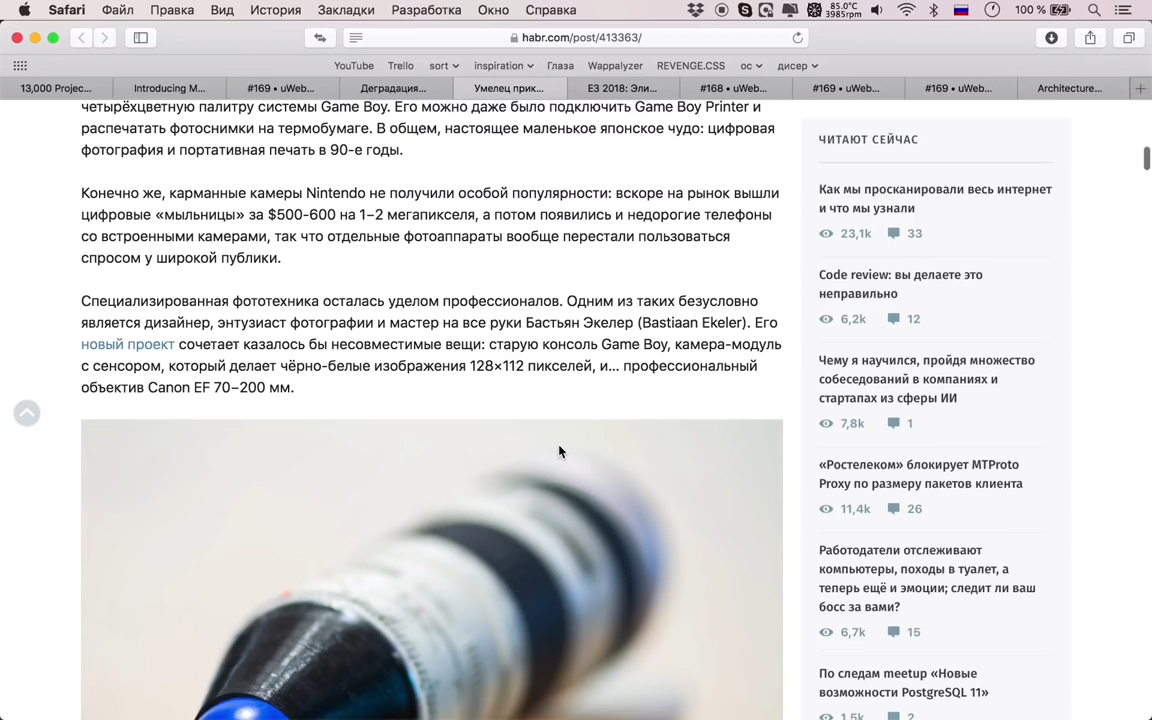 Safari Файл Правка Вид История Закладки Разработка Окно Справка 85.0°C 3985rpm 100 %
habr.com/post/413363/
YouTube Trello sort inspiration Глаза Wappalyzer REVENGE.CSS ос дисер
13,000 Projec... Introducing M... #169 • uWeb... Деградация... Умелец прик... E3 2018: Эли... #168 • uWeb... #169 • uWeb... #169 • uWeb... Architecture...
четырёхцветную палитру системы Game Boy. Его можно даже было подключить Game Boy Printer и
распечатать фотоснимки на термобумаге. В общем, настоящее маленькое японское чудо: цифровая
фотография и портативная печать в 90-е годы.
Конечно же, карманные камеры Nintendo не получили особой популярности: вскоре на рынок вышли
цифровые «мыльницы» за $500-600 на 1−2 мегапикселя, а потом появились и недорогие телефоны
со встроенными камерами, так что отдельные фотоаппараты вообще перестали пользоваться
спросом у широкой публики.
Специализированная фототехника осталась уделом профессионалов. Одним из таких безусловно
является дизайнер, энтузиаст фотографии и мастер на все руки Бастьян Экелер (Bastiaan Ekeler). Его
новый проект сочетает казалось бы несовместимые вещи: старую консоль Game Boy, камера-модуль
с сенсором, который делает чёрно-белые изображения 128×112 пикселей, и... профессиональный
объектив Canon EF 70−200 мм.
ЧИТАЮТ СЕЙЧАС
Как мы просканировали весь интернет
и что мы узнали
23,1k 33
Code review: вы делаете это
неправильно
6,2k 12
Чему я научился, пройдя множество
собеседований в компаниях и
стартапах из сферы ИИ
7,8k 1
«Ростелеком» блокирует MTProto
Proxy по размеру пакетов клиента
11,4k 26
Работодатели отслеживают
компьютеры, походы в туалет, а
теперь ещё и эмоции; следит ли ваш
босс за вами?
6,7k 15
По следам meetup «Новые
возможности PostgreSQL 11»
1,5k 2